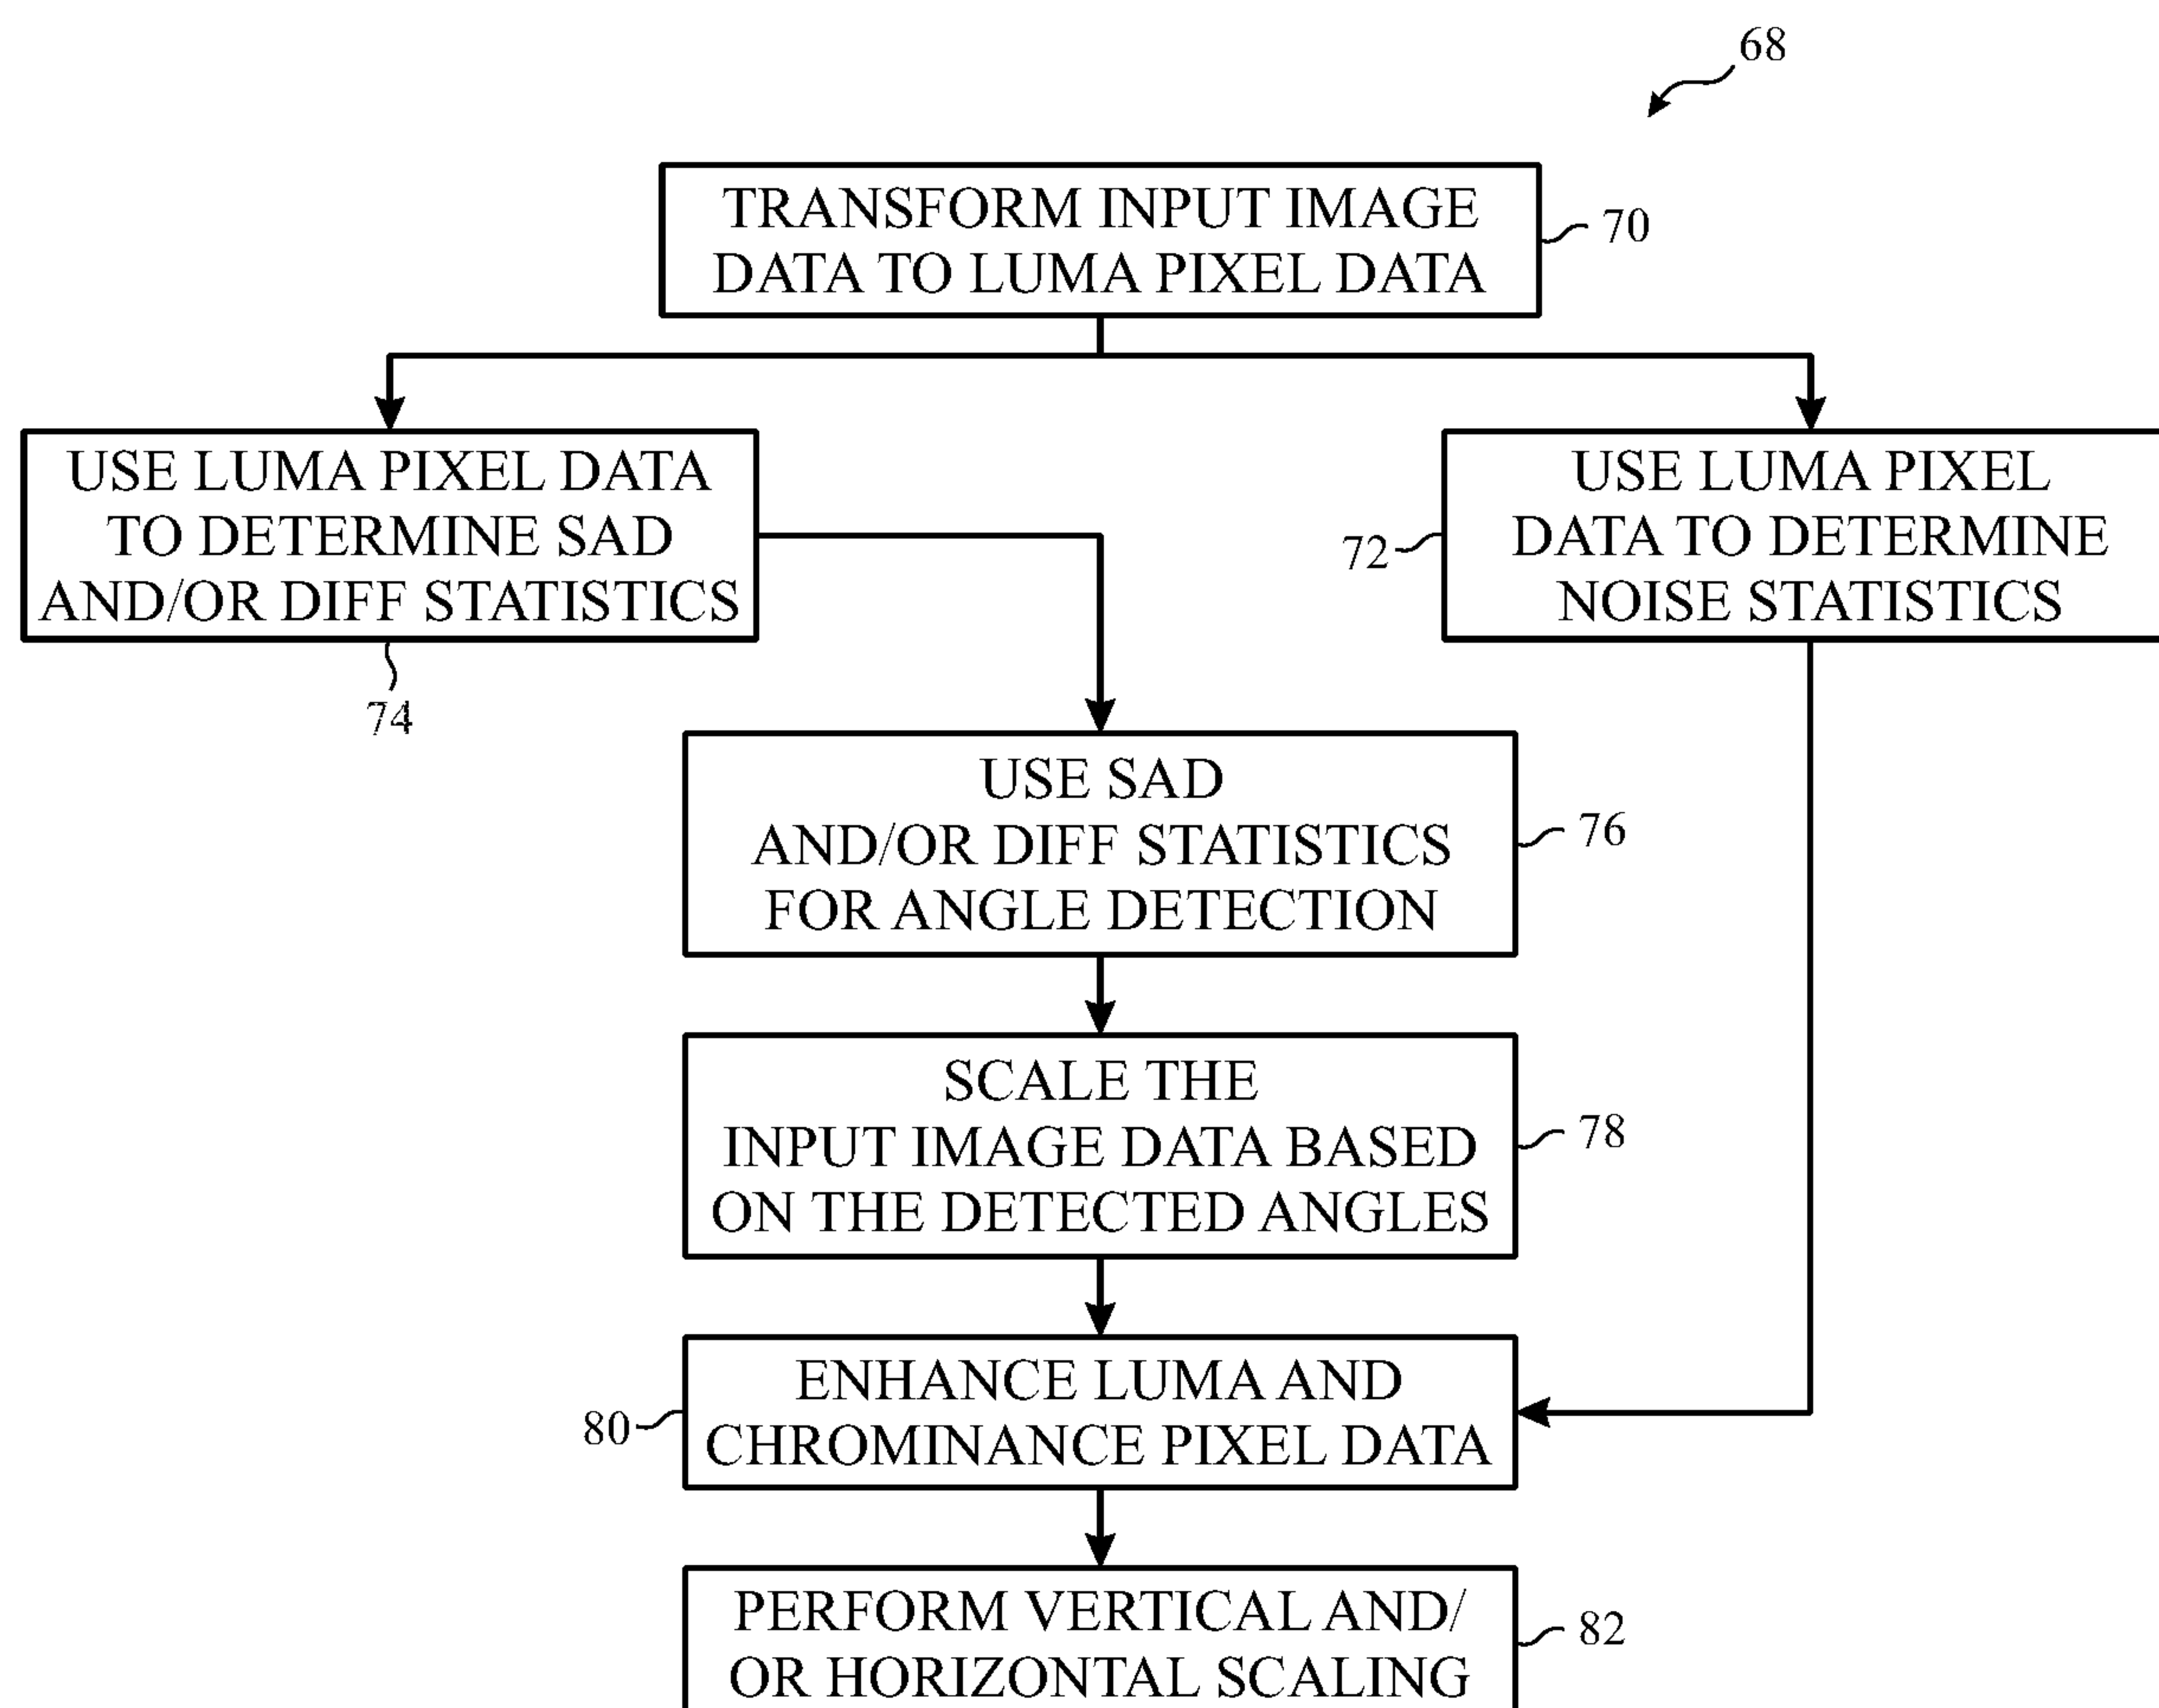 68
TRANSFORM INPUT IMAGE
DATA TO LUMA PIXEL DATA
70
USE LUMA PIXEL DATA
TO DETERMINE SAD
AND/OR DIFF STATISTICS
74
USE LUMA PIXEL
DATA TO DETERMINE
NOISE STATISTICS
72
USE SAD
AND/OR DIFF STATISTICS
FOR ANGLE DETECTION
76
SCALE THE
INPUT IMAGE DATA BASED
ON THE DETECTED ANGLES
78
ENHANCE LUMA AND
CHROMINANCE PIXEL DATA
80
PERFORM VERTICAL AND/
OR HORIZONTAL SCALING
82